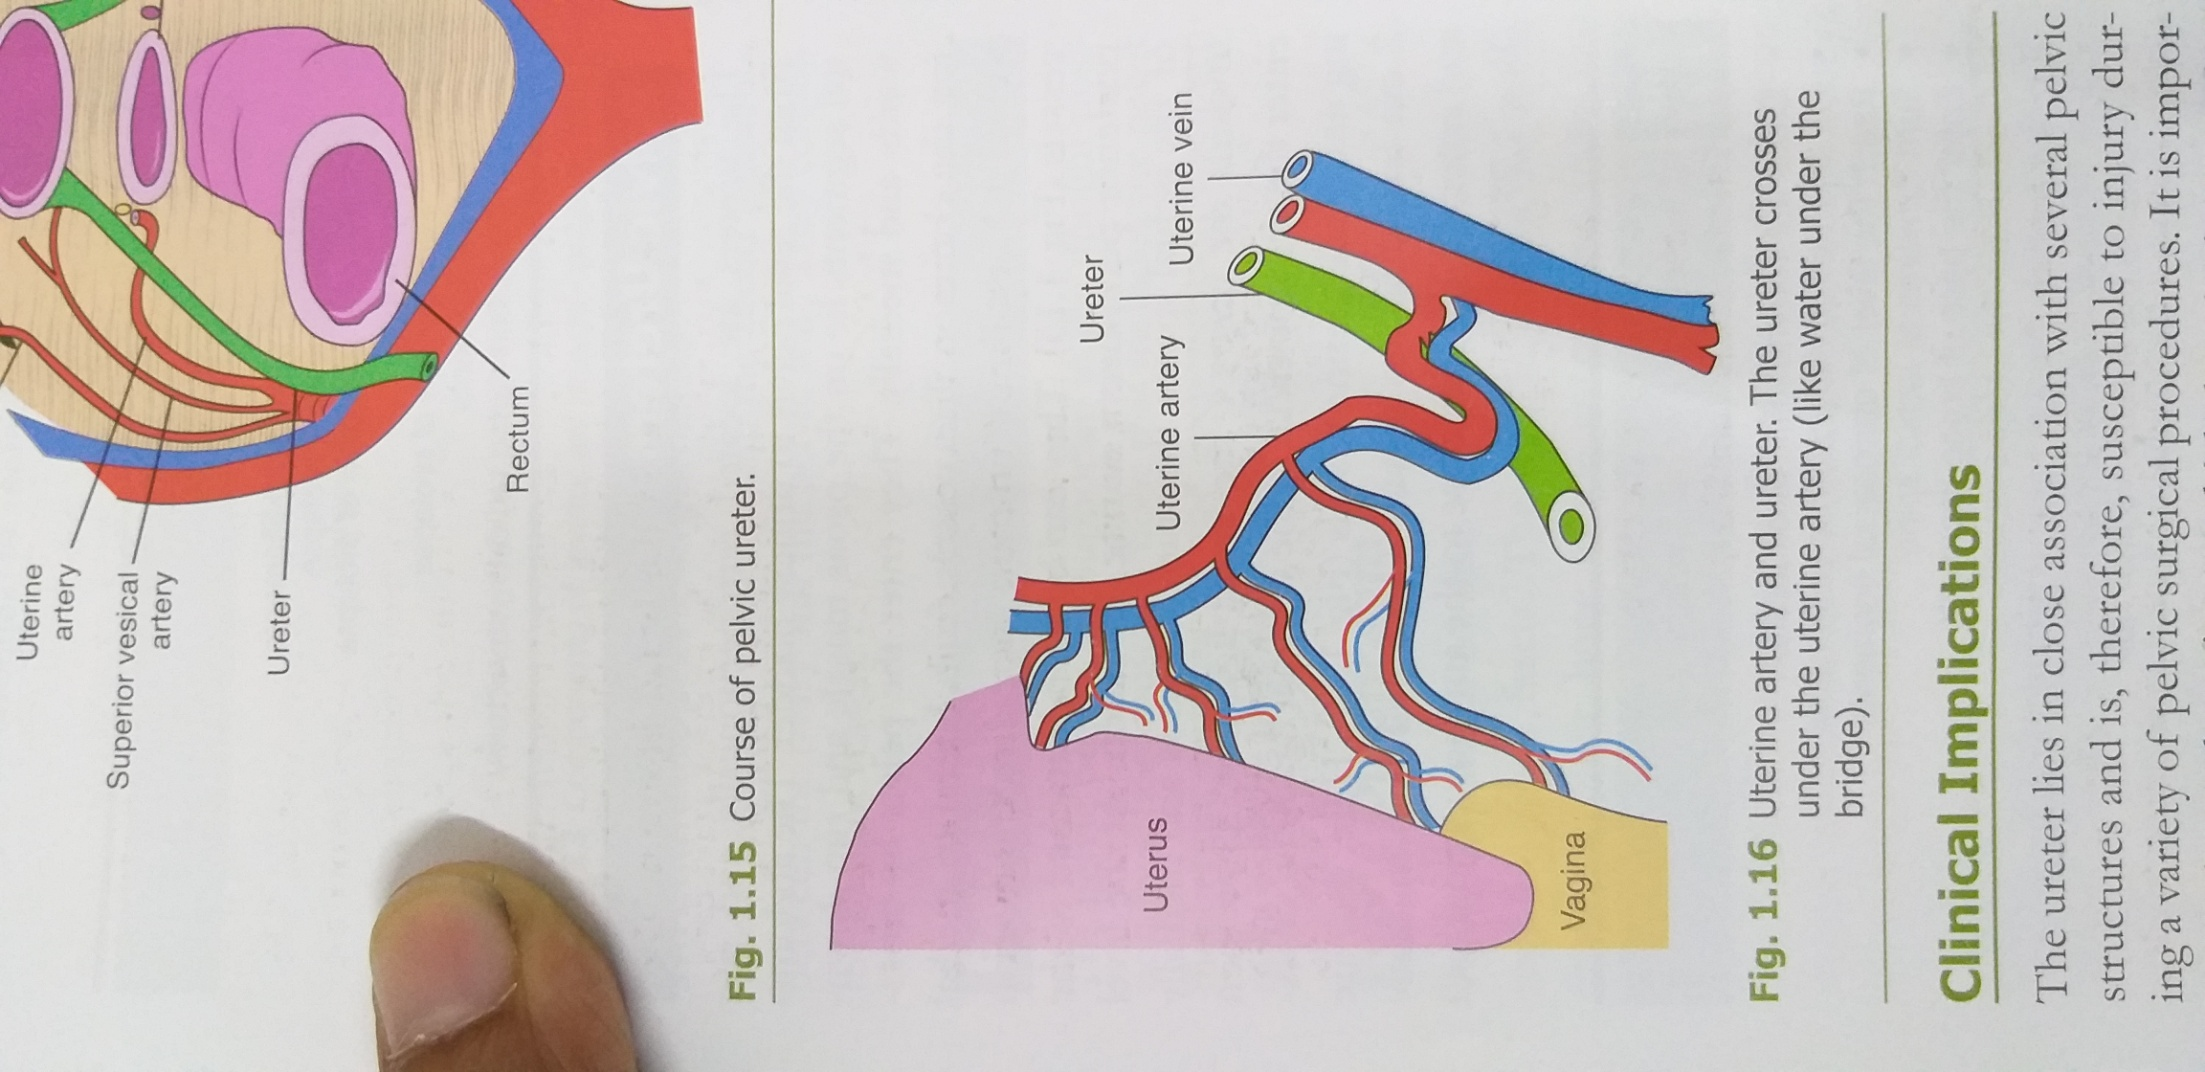 Uterine
artery
Superior vesical
artery
Ureter
Rectum
Fig. 1.15 Course of pelvic ureter.
Ureter
Uterine artery
Uterine vein
Uterus
Vagina
Fig. 1.16 Uterine artery and ureter. The ureter crosses
under the uterine artery (like water under the
bridge).
Clinical Implications
The ureter lies in close association with several pelvic
structures and is, therefore, susceptible to injury dur-
ing a variety of pelvic surgical procedures. It is impor-